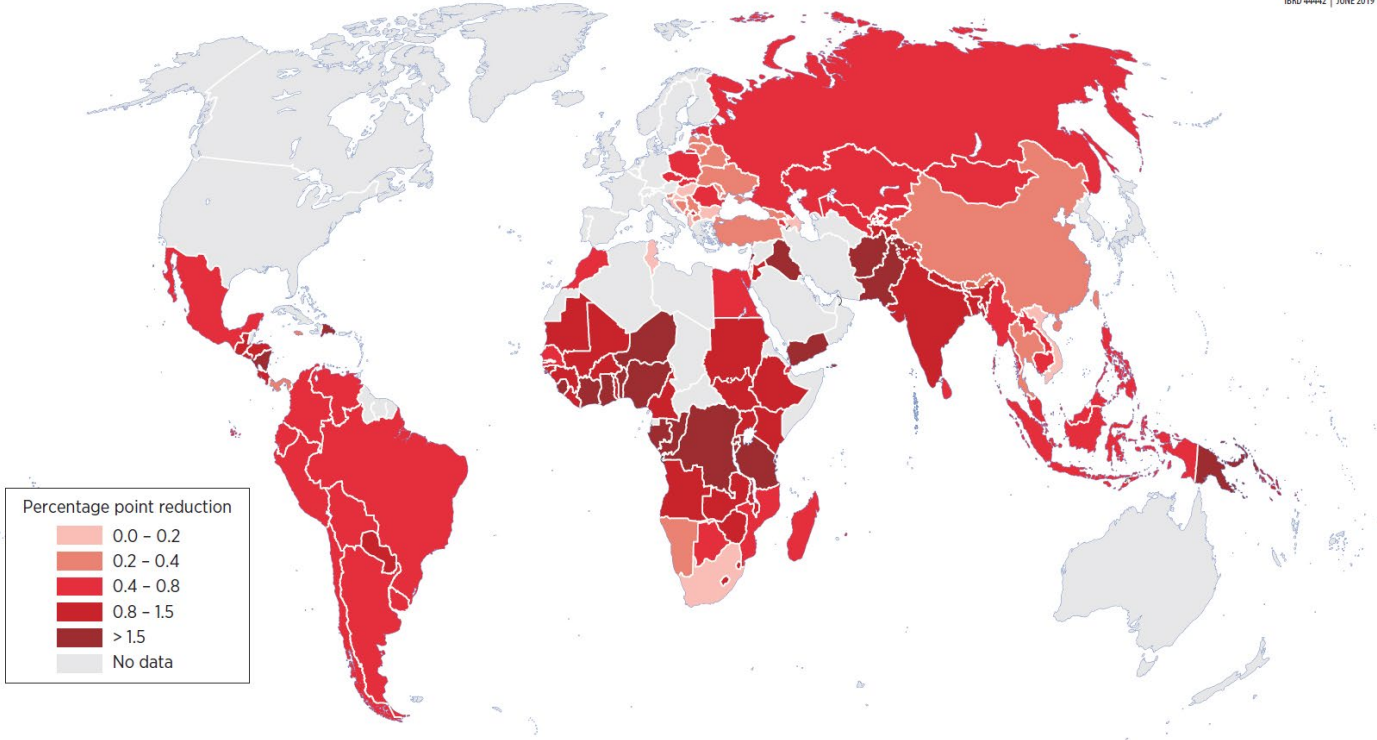 IBRD 44442 | JUNE 2019
Percentage point reduction
0.0 – 0.2
0.2 – 0.4
0.4 – 0.8
0.8 – 1.5
> 1.5
No data